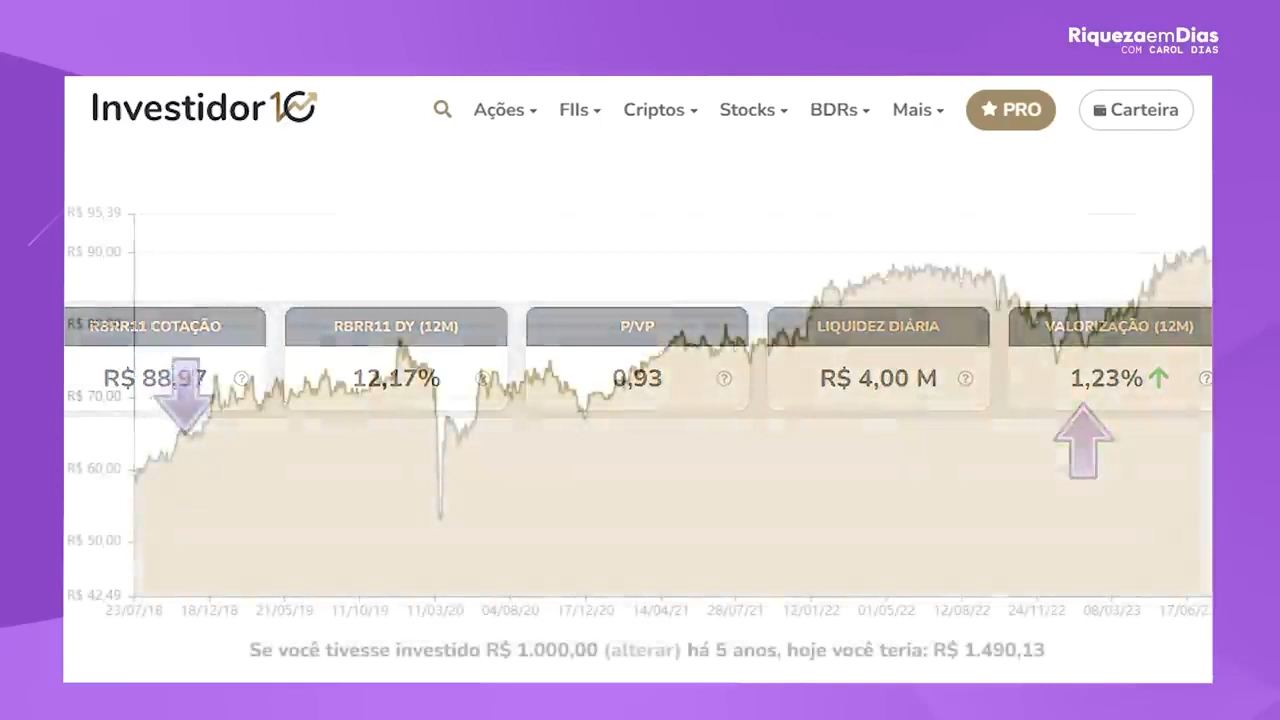 RiquezaemDias
COM CAROL DIAS
Investidor 10
Ações FIIs Criptos Stocks BDRs Mais PRO Carteira
R$ 95,39
R$ 90,00
RBRR11 COTAÇÃO RBRR11 DY (12M) P/VP LIQUIDEZ DIÁRIA VALORIZAÇÃO (12M)
R$ 88,97 12,17% 0,93 R$ 4,00 M 1,23%
R$ 70,00
R$ 60,00
R$ 50,00
R$ 42,49
23/07/18 18/12/18 21/05/19 11/10/19 11/03/20 04/08/20 17/12/20 14/04/21 28/07/21 12/01/22 01/05/22 12/08/22 24/11/22 08/03/23
Se você tivesse investido R$ 1.000,00 (alterar) há 5 anos, hoje você teria: R$ 1.490,13